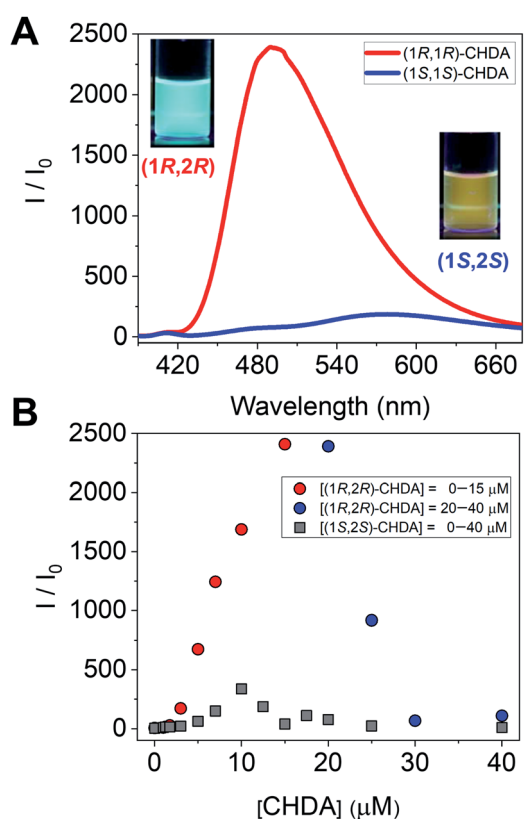 A
2500
2000
1500
1000
500
0
I / I0
(1R,1R)-CHDA
(1S,1S)-CHDA
(1R,2R)
(1S,2S)
420 480 540 600 660
Wavelength (nm)
B
2500
2000
1500
1000
500
0
I / I0
[(1R,2R)-CHDA] = 0–15 μM
[(1R,2R)-CHDA] = 20–40 μM
[(1S,2S)-CHDA] = 0–40 μM
0 10 20 30 40
[CHDA] (μM)